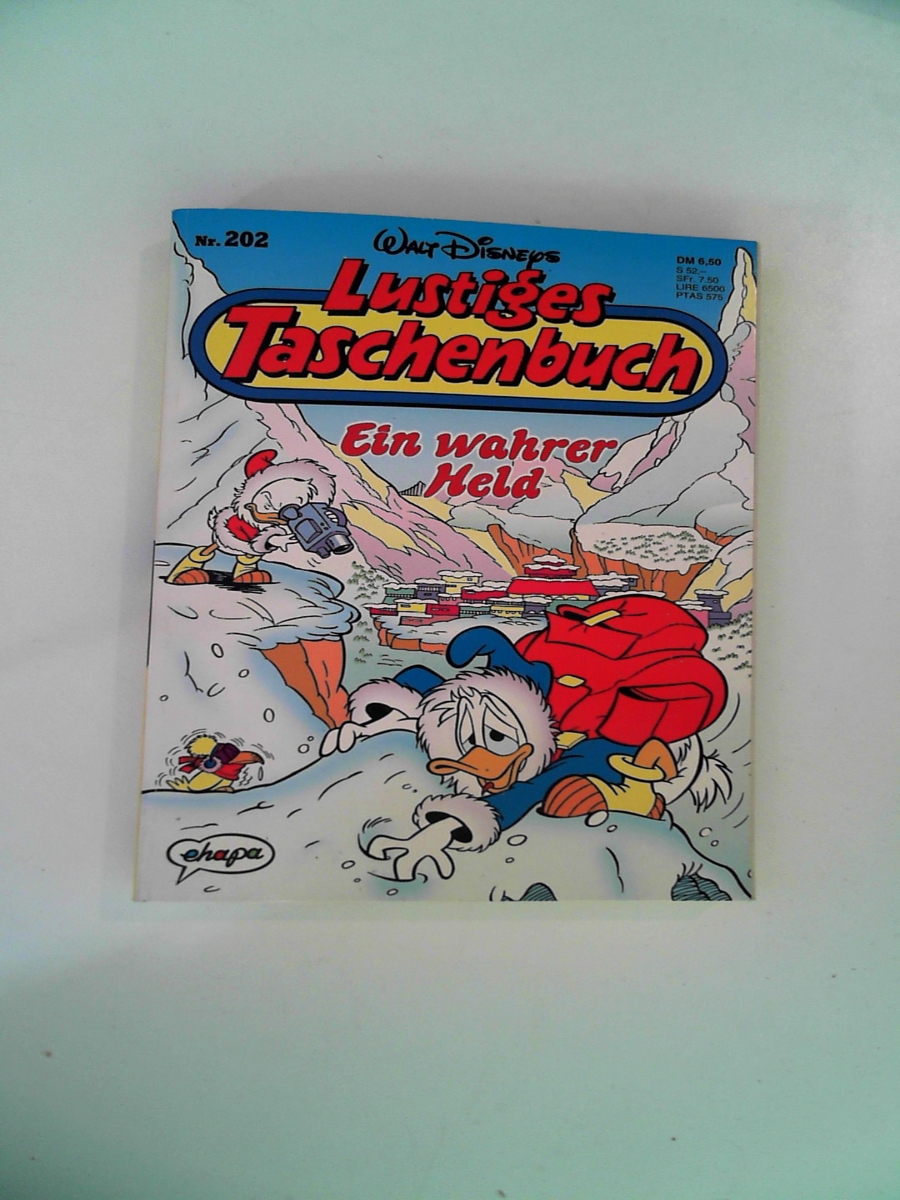 Nr. 202
WALT DISNEYS
DM 6,50
S 52,–
SFr. 7.50
LIRE 6500
PTAS 575
Lustiges
Taschenbuch
Ein wahrer
Held
ehapa